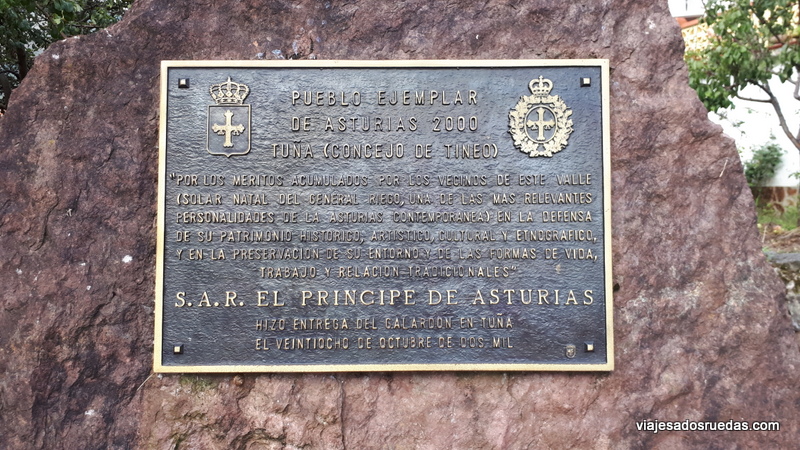 PUEBLO EJEMPLAR
DE ASTURIAS 2000
TUÑA (CONCEJO DE TINEO)
"POR LOS MERITOS ACUMULADOS POR LOS VECINOS DE ESTE VALLE
(SOLAR NATAL DEL GENERAL RIEGO, UNA DE LAS MAS RELEVANTES
PERSONALIDADES DE LA ASTURIAS CONTEMPORANEA) EN LA DEFENSA
DE SU PATRIMONIO HISTORICO, ARTISTICO, CULTURAL Y ETNOGRAFICO,
Y EN LA PRESERVACION DE SU ENTORNO Y DE LAS FORMAS DE VIDA,
TRABAJO Y RELACION TRADICIONALES"
S.A.R. EL PRINCIPE DE ASTURIAS
HIZO ENTREGA DEL GALARDON EN TUÑA
EL VEINTIOCHO DE OCTUBRE DE DOS MIL
viajesadosruedas.com